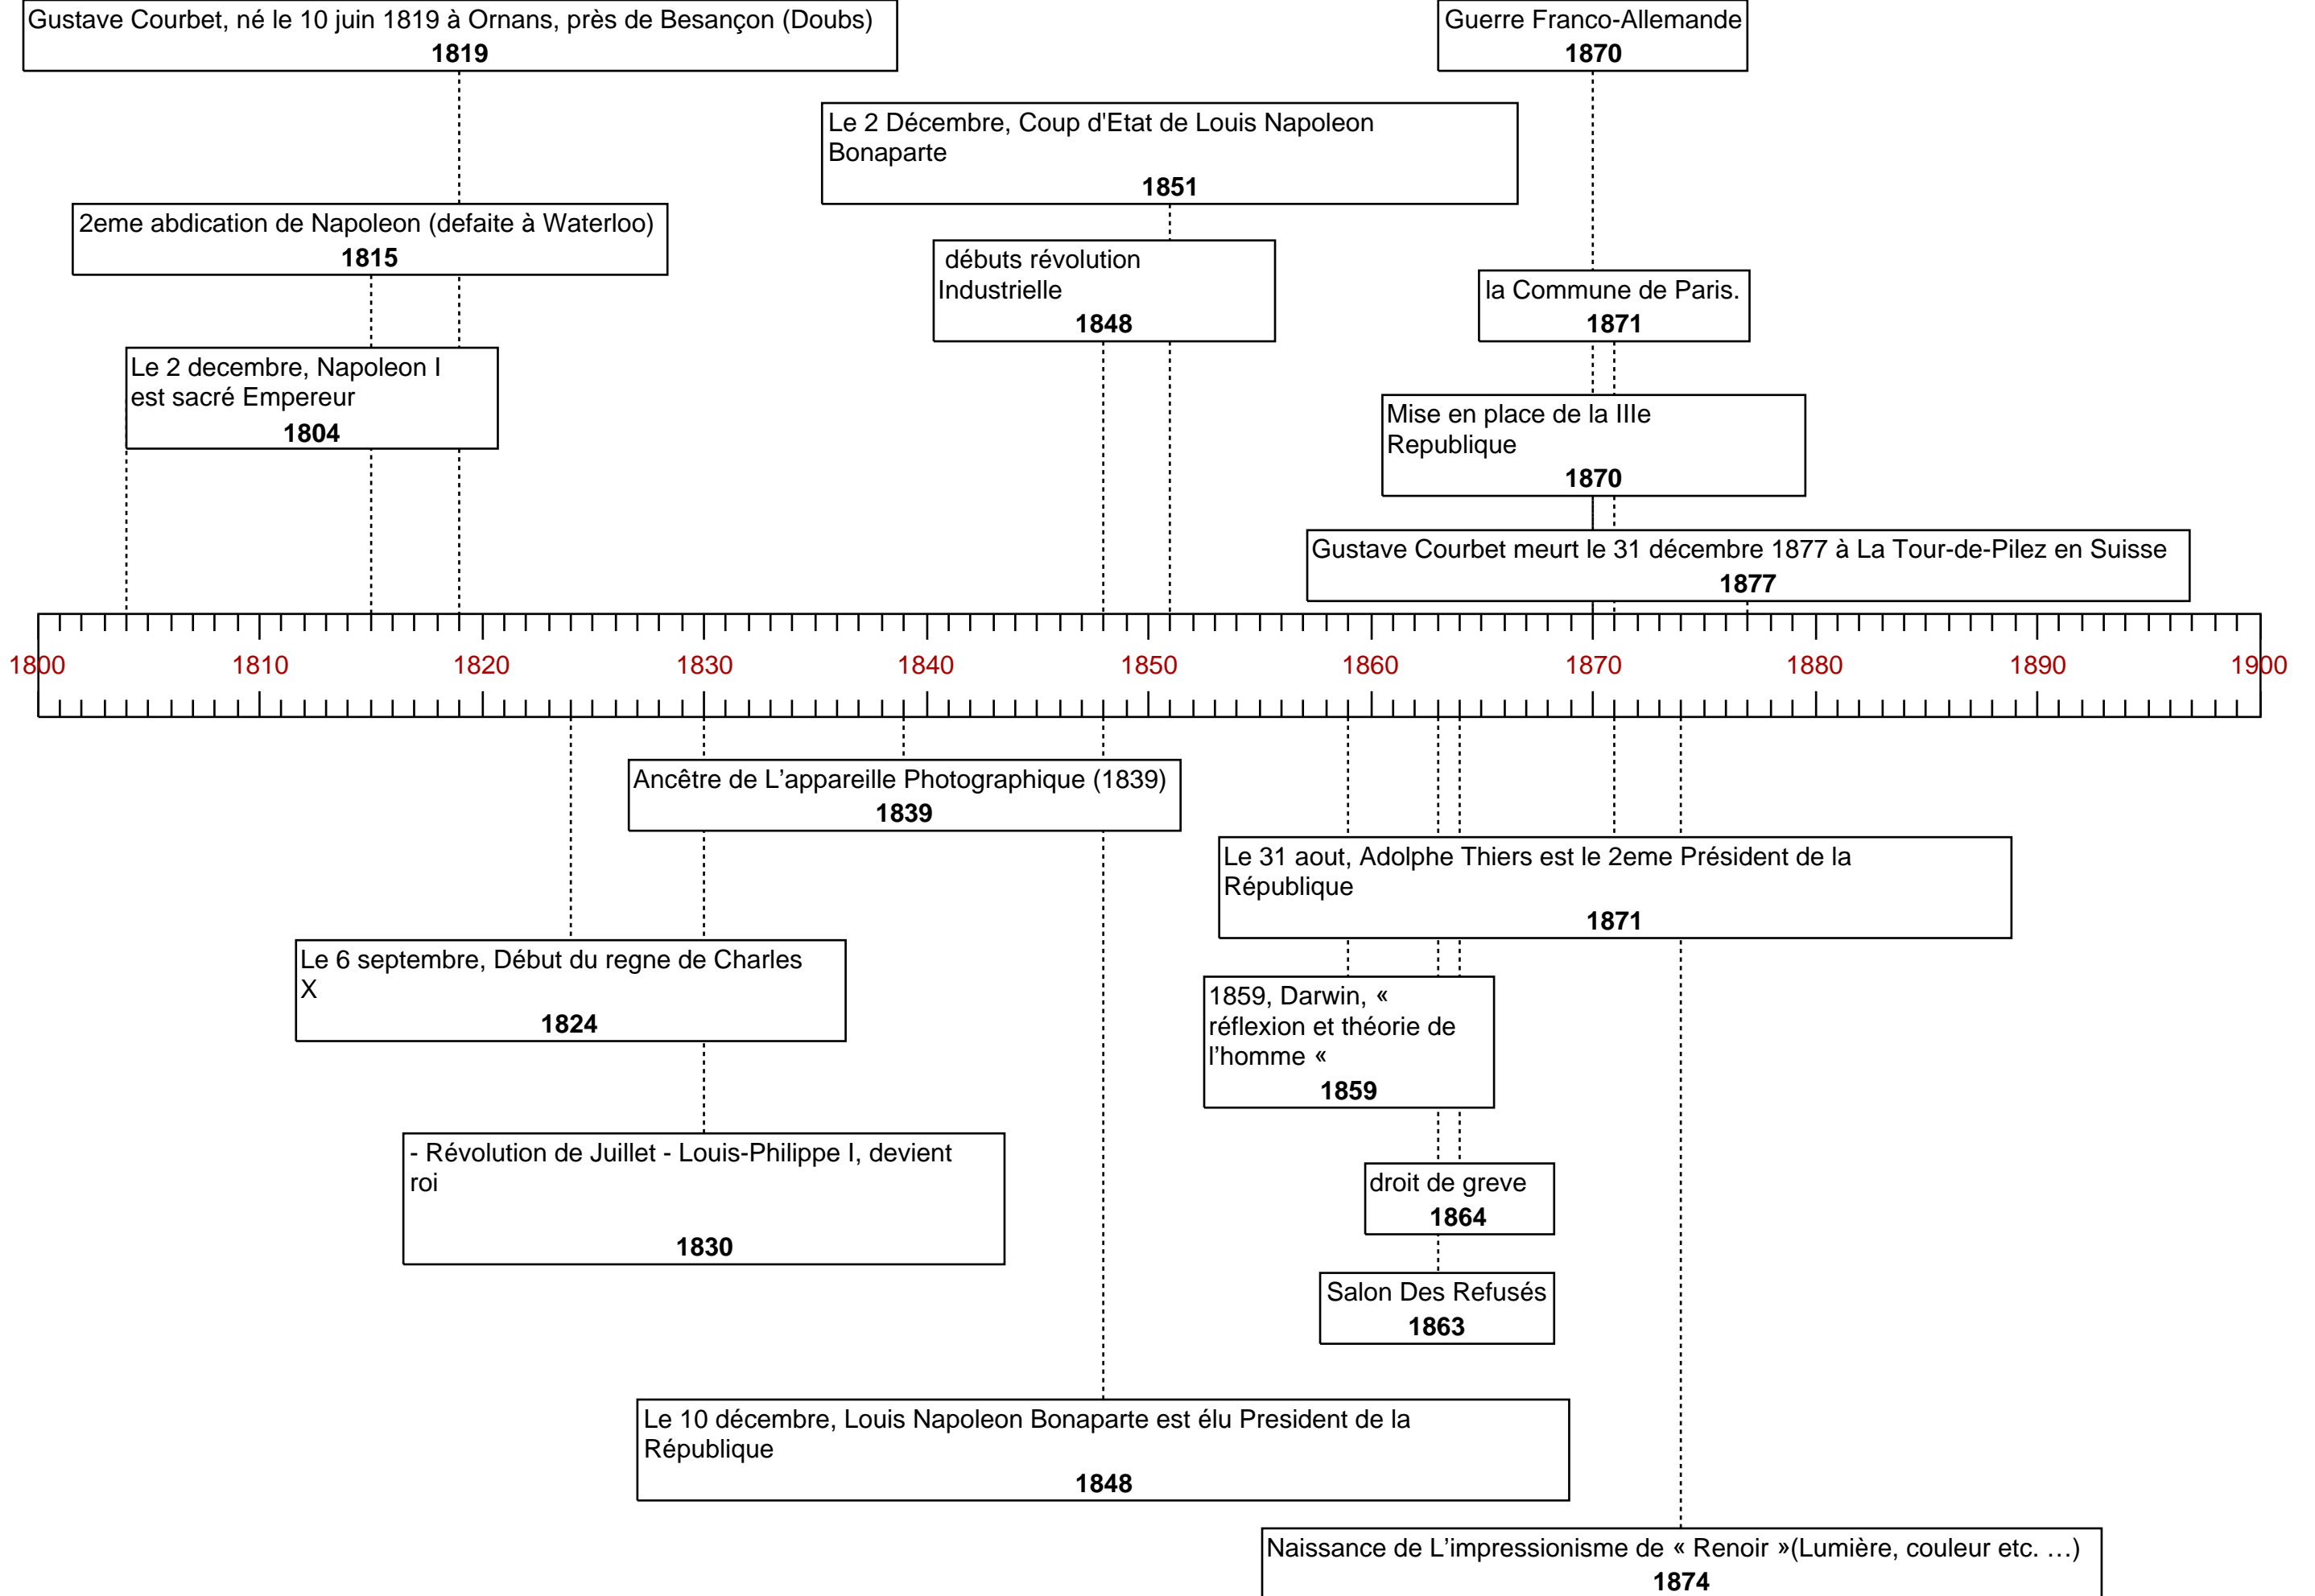 Gustave Courbet, né le 10 juin 1819 à Ornans, près de Besançon (Doubs)
1819
Guerre Franco-Allemande
1870
Le 2 Décembre, Coup d'Etat de Louis Napoleon
Bonaparte
1851
2eme abdication de Napoleon (defaite à Waterloo)
1815
débuts révolution
Industrielle
1848
la Commune de Paris.
1871
Le 2 decembre, Napoleon I
est sacré Empereur
1804
Mise en place de la IIIe
Republique
1870
Gustave Courbet meurt le 31 décembre 1877 à La Tour-de-Pilez en Suisse
1877
1800 1810 1820 1830 1840 1850 1860 1870 1880 1890 1900
Ancêtre de L’appareille Photographique (1839)
1839
Le 31 aout, Adolphe Thiers est le 2eme Président de la
République
1871
Le 6 septembre, Début du regne de Charles
X
1824
1859, Darwin, «
réflexion et théorie de
l’homme «
1859
- Révolution de Juillet - Louis-Philippe I, devient
roi
1830
droit de greve
1864
Salon Des Refusés
1863
Le 10 décembre, Louis Napoleon Bonaparte est élu President de la
République
1848
Naissance de L’impressionisme de « Renoir »(Lumière, couleur etc. …)
1874